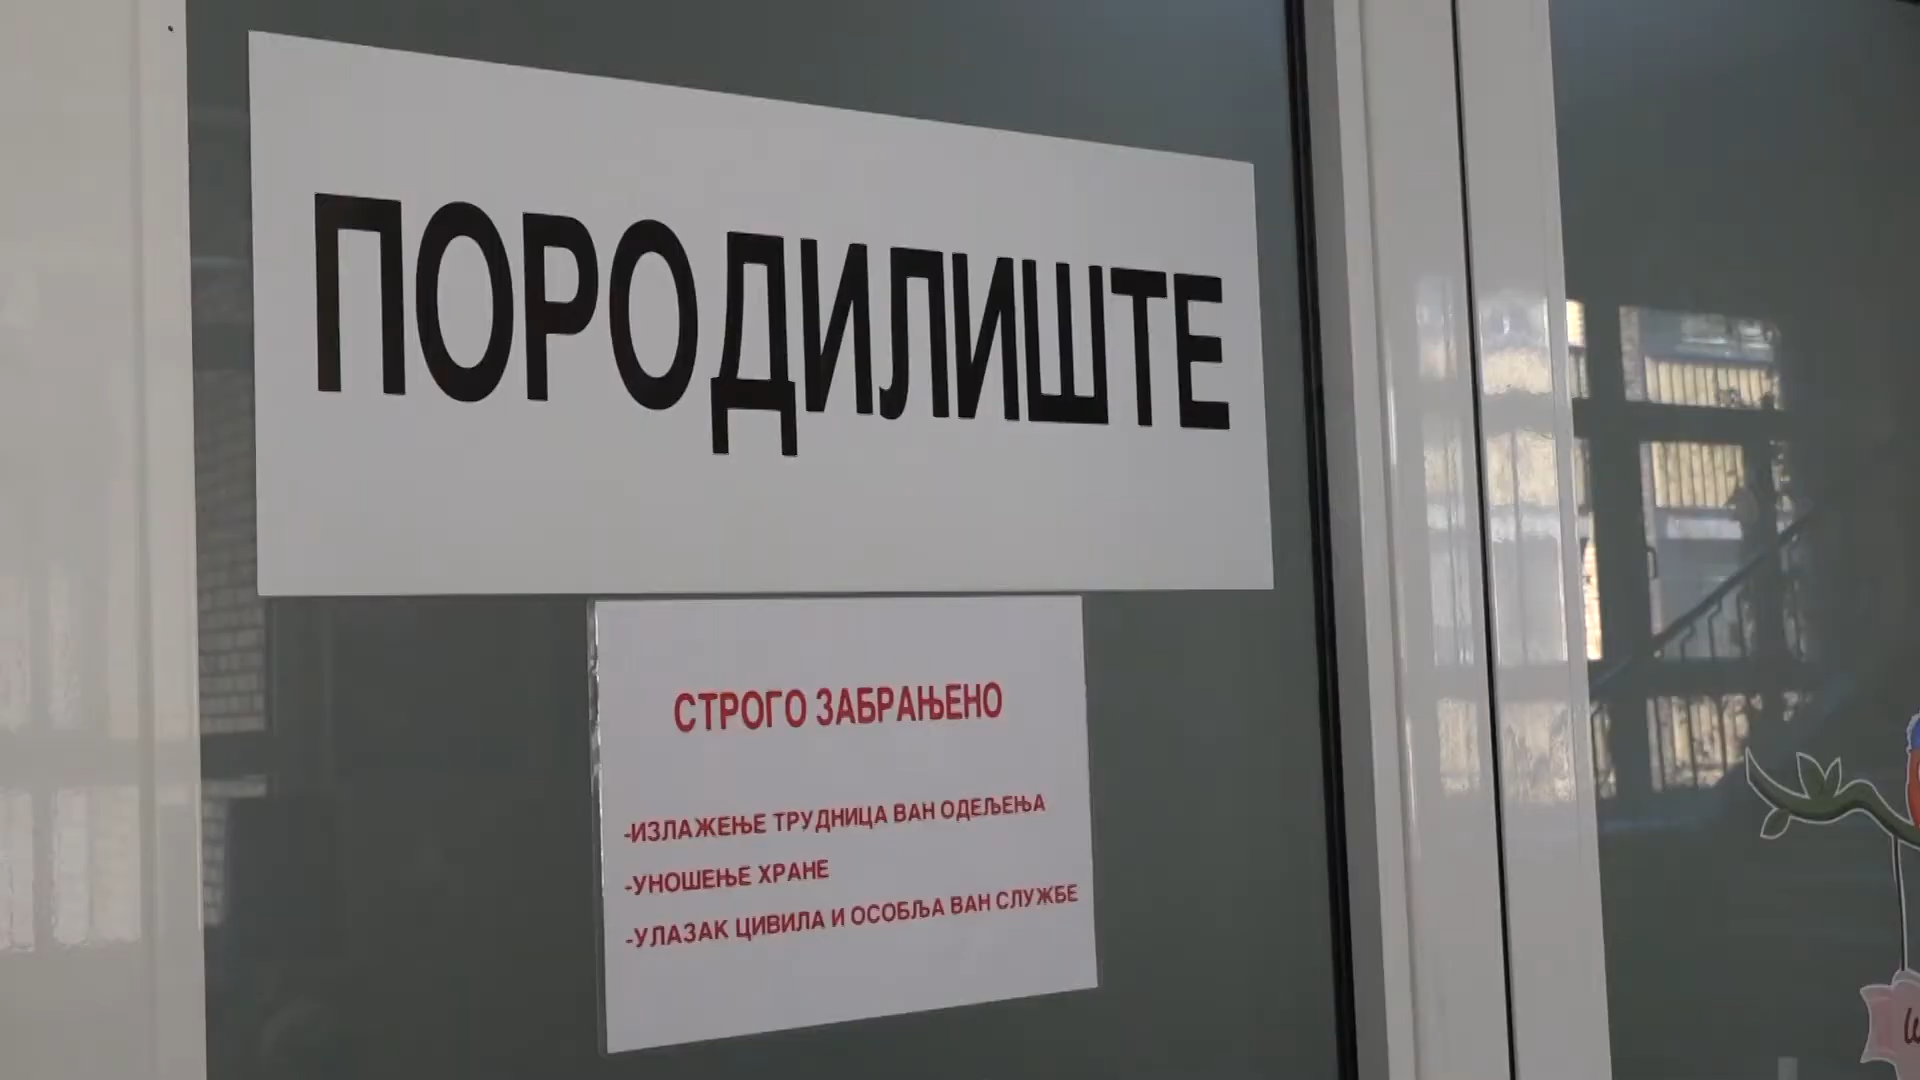 ПОРОДИЛИШТЕ
СТРОГО ЗАБРАЊЕНО
-ИЗЛАЖЕЊЕ ТРУДНИЦА ВАН ОДЕЉЕЊА
-УНОШЕЊЕ ХРАНЕ
-УЛАЗАК ЦИВИЛА И ОСОБЉА ВАН СЛУЖБЕ